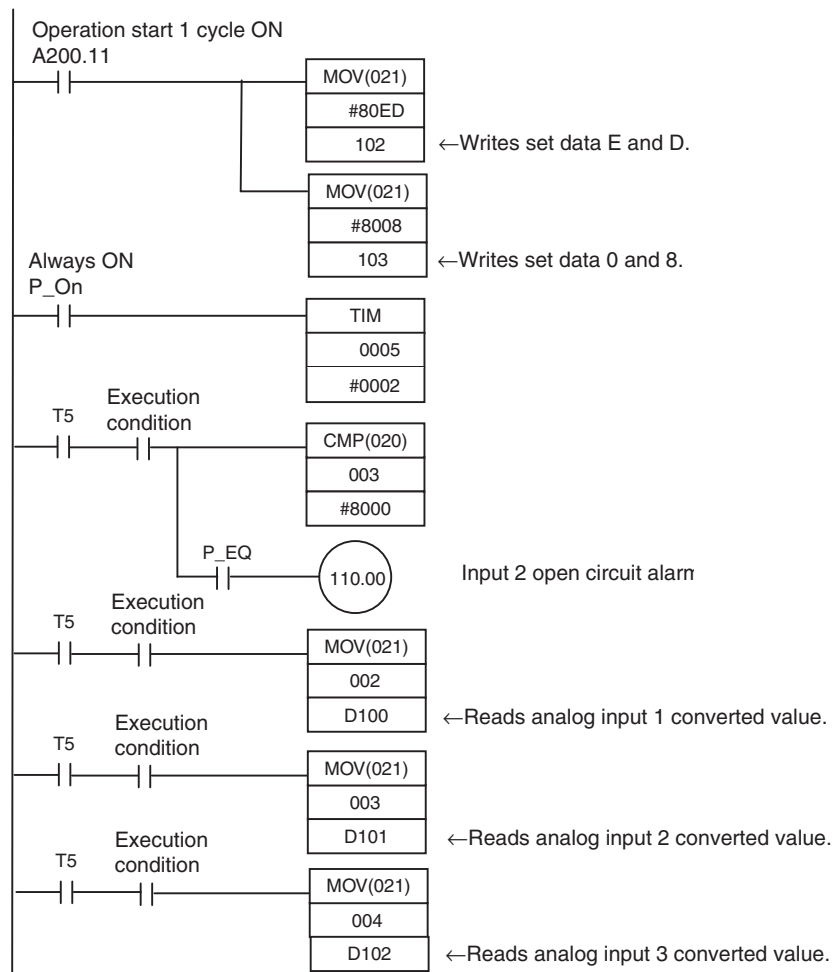 Operation start 1 cycle ON
A200.11
MOV(021)
#80ED
102 ←Writes set data E and D.
MOV(021)
#8008
103 ←Writes set data 0 and 8.
Always ON
P_On
TIM
0005
#0002
T5 Execution condition
CMP(020)
003
#8000
P_EQ
110.00 Input 2 open circuit alarm
T5 Execution condition
MOV(021)
002
D100 ←Reads analog input 1 converted value.
T5 Execution condition
MOV(021)
003
D101 ←Reads analog input 2 converted value.
T5 Execution condition
MOV(021)
004
D102 ←Reads analog input 3 converted value.